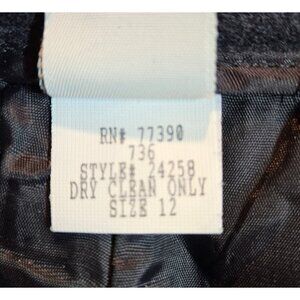 RN# 77390
736
STYLE# 24258
DRY CLEAN ONLY
SIZE 12